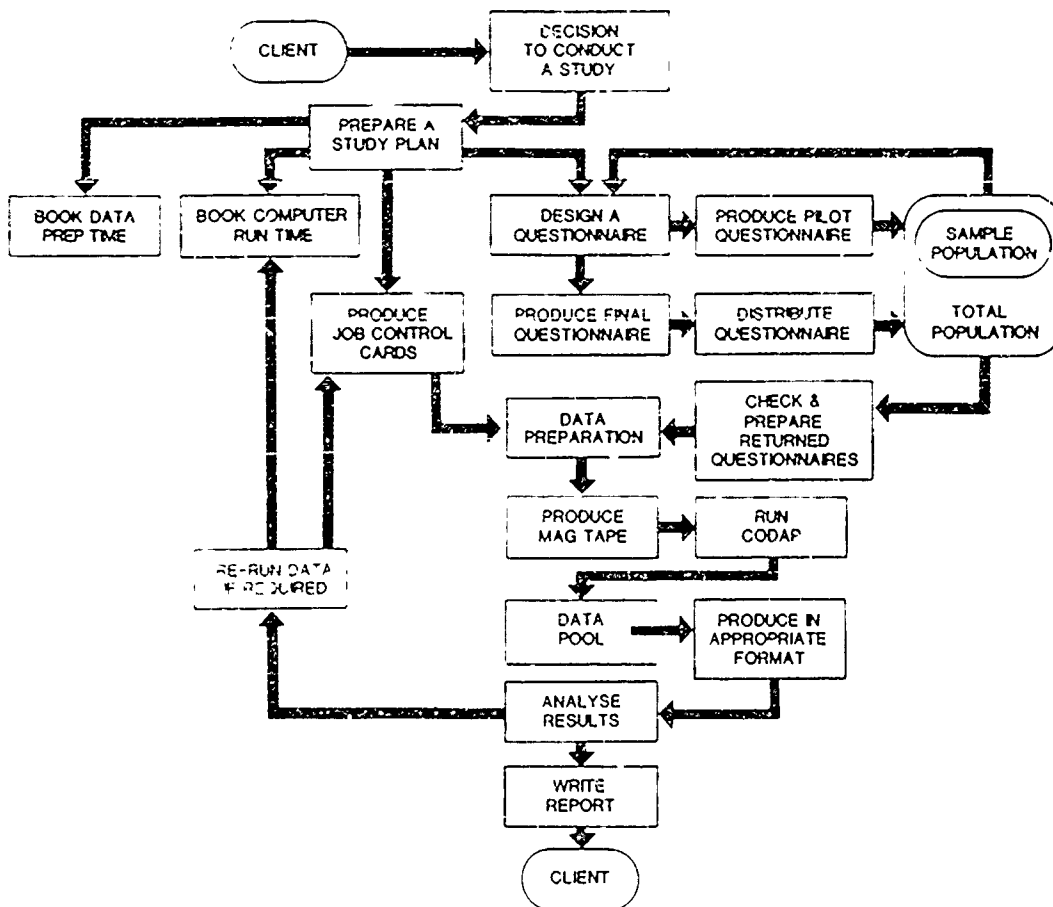 CLIENT
DECISION
TO CONDUCT
A STUDY
PREPARE A
STUDY PLAN
BOOK DATA
PREP TIME
BOOK COMPUTER
RUN TIME
DESIGN A
QUESTIONNAIRE
PRODUCE PILOT
QUESTIONNAIRE
SAMPLE
POPULATION
TOTAL
POPULATION
PRODUCE
JOB CONTROL
CARDS
PRODUCE FINAL
QUESTIONNAIRE
DISTRIBUTE
QUESTIONNAIRE
DATA
PREPARATION
CHECK &
PREPARE
RETURNED
QUESTIONNAIRES
PRODUCE
MAG TAPE
RUN
CODAP
RE-RUN DATA
IF REQUIRED
DATA
POOL
PRODUCE IN
APPROPRIATE
FORMAT
ANALYSE
RESULTS
WRITE
REPORT
CLIENT